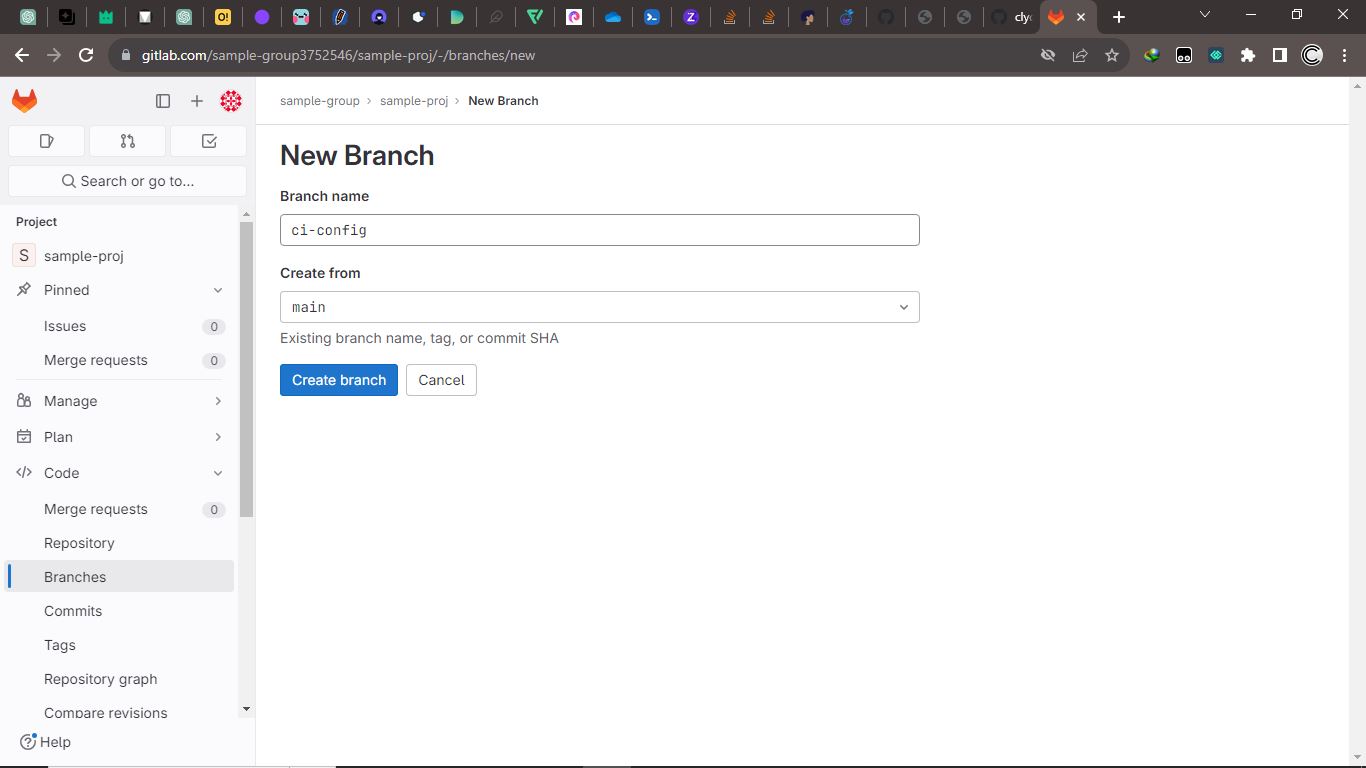 O!
Z
cly
gitlab.com/sample-group3752546/sample-proj/-/branches/new
Search or go to...
Project
S sample-proj
Pinned
Issues 0
Merge requests 0
Manage
Plan
Code
Merge requests 0
Repository
Branches
Commits
Tags
Repository graph
Compare revisions
Help
sample-group › sample-proj › New Branch
New Branch
Branch name
ci-config
Create from
main
Existing branch name, tag, or commit SHA
Create branch Cancel